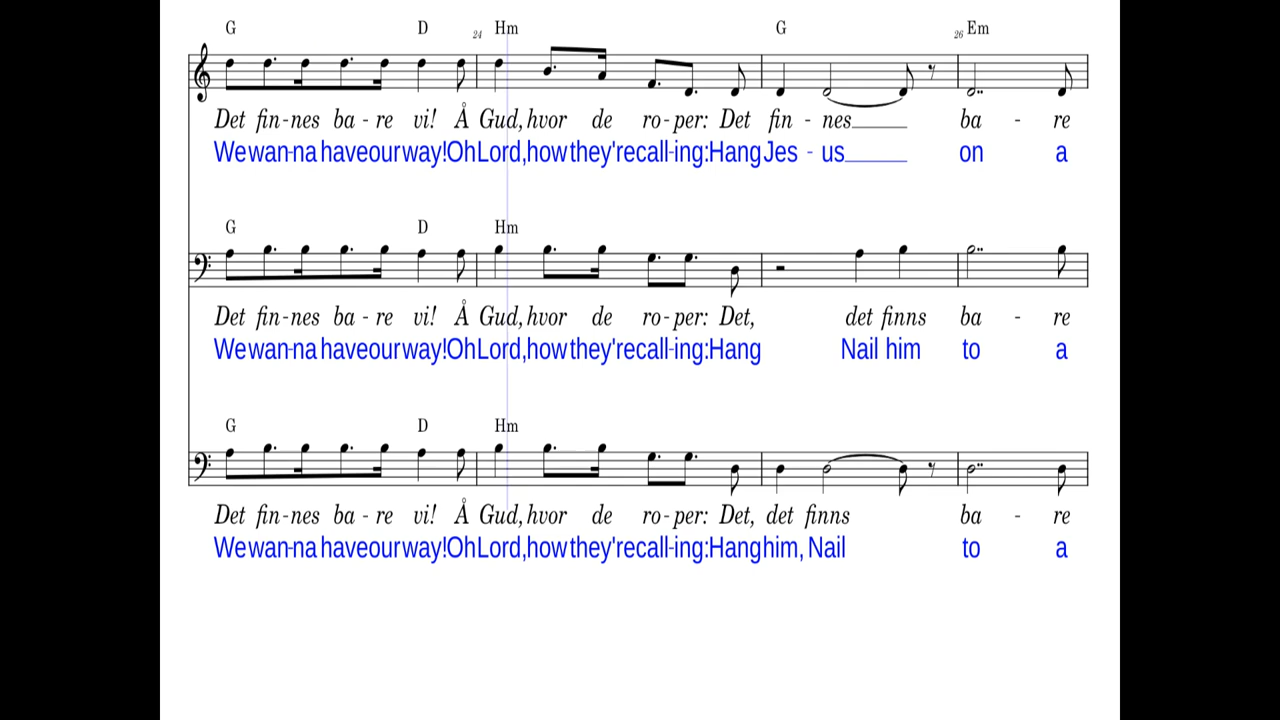 G D 24 Hm G 26 Em
Det fin-nes ba - re vi! Å Gud, hvor de ro - per: Det fin - nes ba - re
We wan-na have our way! Oh Lord, how they're call-ing: Hang Jes - us on a
G D Hm
Det fin-nes ba - re vi! Å Gud, hvor de ro - per: Det, det finns ba - re
We wan-na have our way! Oh Lord, how they're call-ing: Hang Nail him to a
G D Hm
Det fin-nes ba - re vi! Å Gud, hvor de ro - per: Det, det finns ba - re
We wan-na have our way! Oh Lord, how they're call-ing: Hang him, Nail to a